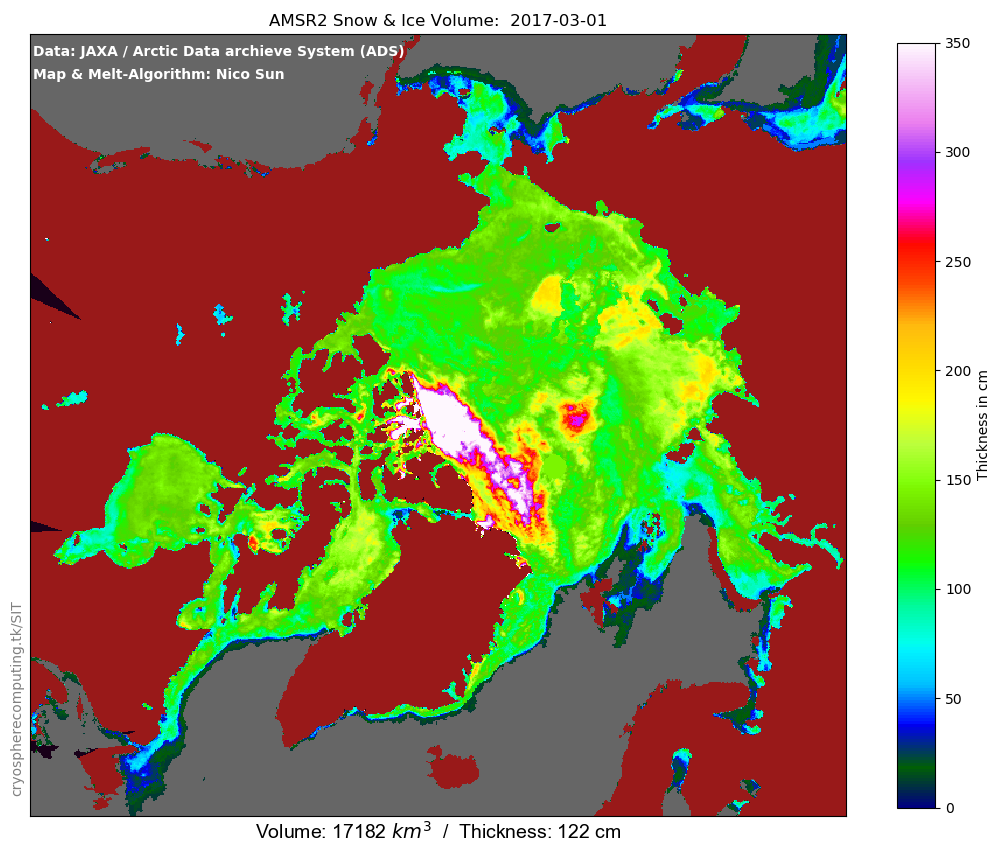 AMSR2 Snow & Ice Volume:  2017-03-01
Data: JAXA / Arctic Data archieve System (ADS)
Map & Melt-Algorithm: Nico Sun
350
300
250
200
150
100
50
0
Thickness in cm
cryospherecomputing.tk/SIT
Volume: 17182 km³  /  Thickness: 122 cm